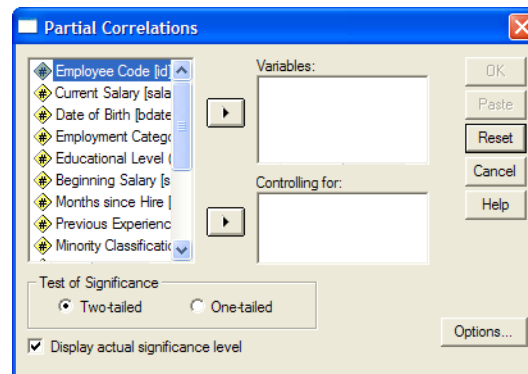 Partial Correlations
Employee Code [id]
Current Salary [sala
Date of Birth [bdate
Employment Catego
Educational Level (
Beginning Salary [s
Months since Hire [
Previous Experienc
Minority Classificatio
Variables:
Controlling for:
OK
Paste
Reset
Cancel
Help
Test of Significance
Two-tailed
One-tailed
Display actual significance level
Options...